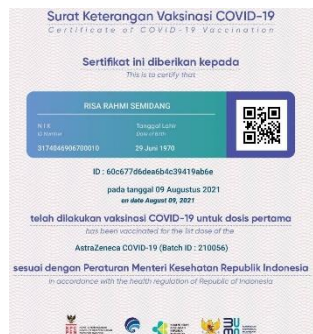 Surat Keterangan Vaksinasi COVID-19
Certificate of COVID-19 Vaccination
Sertifikat ini diberikan kepada
This is to certify that
RISA RAHMI SEMIDANG
N I K Tanggal Lahir
ID Number Date of Birth
3174046906700010 29 Juni 1970
ID : 60c677d6dea6b4c39419ab6e
pada tanggal 09 Augustus 2021
on date August 09, 2021
telah dilakukan vaksinasi COVID-19 untuk dosis pertama
has been vaccinated for the 1st dose of the
AstraZeneca COVID-19 (Batch ID : 210056)
sesuai dengan Peraturan Menteri Kesehatan Republik Indonesia
In accordance with the health regulation of Republic of Indonesia